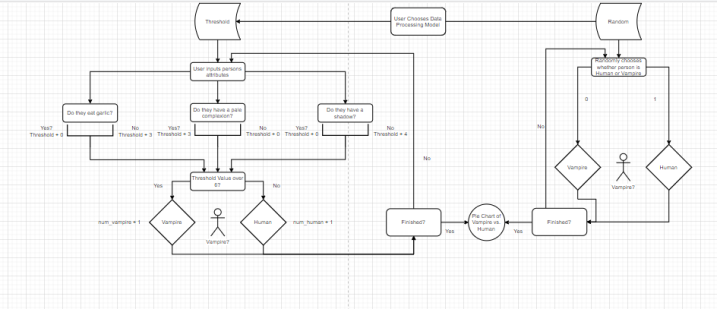 Threshold
User Chooses Data
Processing Model
Random
User inputs persons
attributes
Randomly chooses
whether person is
Human or Vampire
Do they eat garlic?
Do they have a pale
complexion?
Do they have a
shadow?
0
1
Yes?
Threshold = 0
No
Threshold = 3
Yes?
Threshold = 3
No
Threshold = 0
Yes?
Threshold = 0
No
Threshold = 4
No
No
Threshold Value over
6?
Yes
No
Vampire
Human
Vampire?
num_vampire = 1
Vampire
Human
num_human = 1
Vampire?
Finished?
Yes
Pie Chart of
Vampire vs.
Human
Yes
Finished?